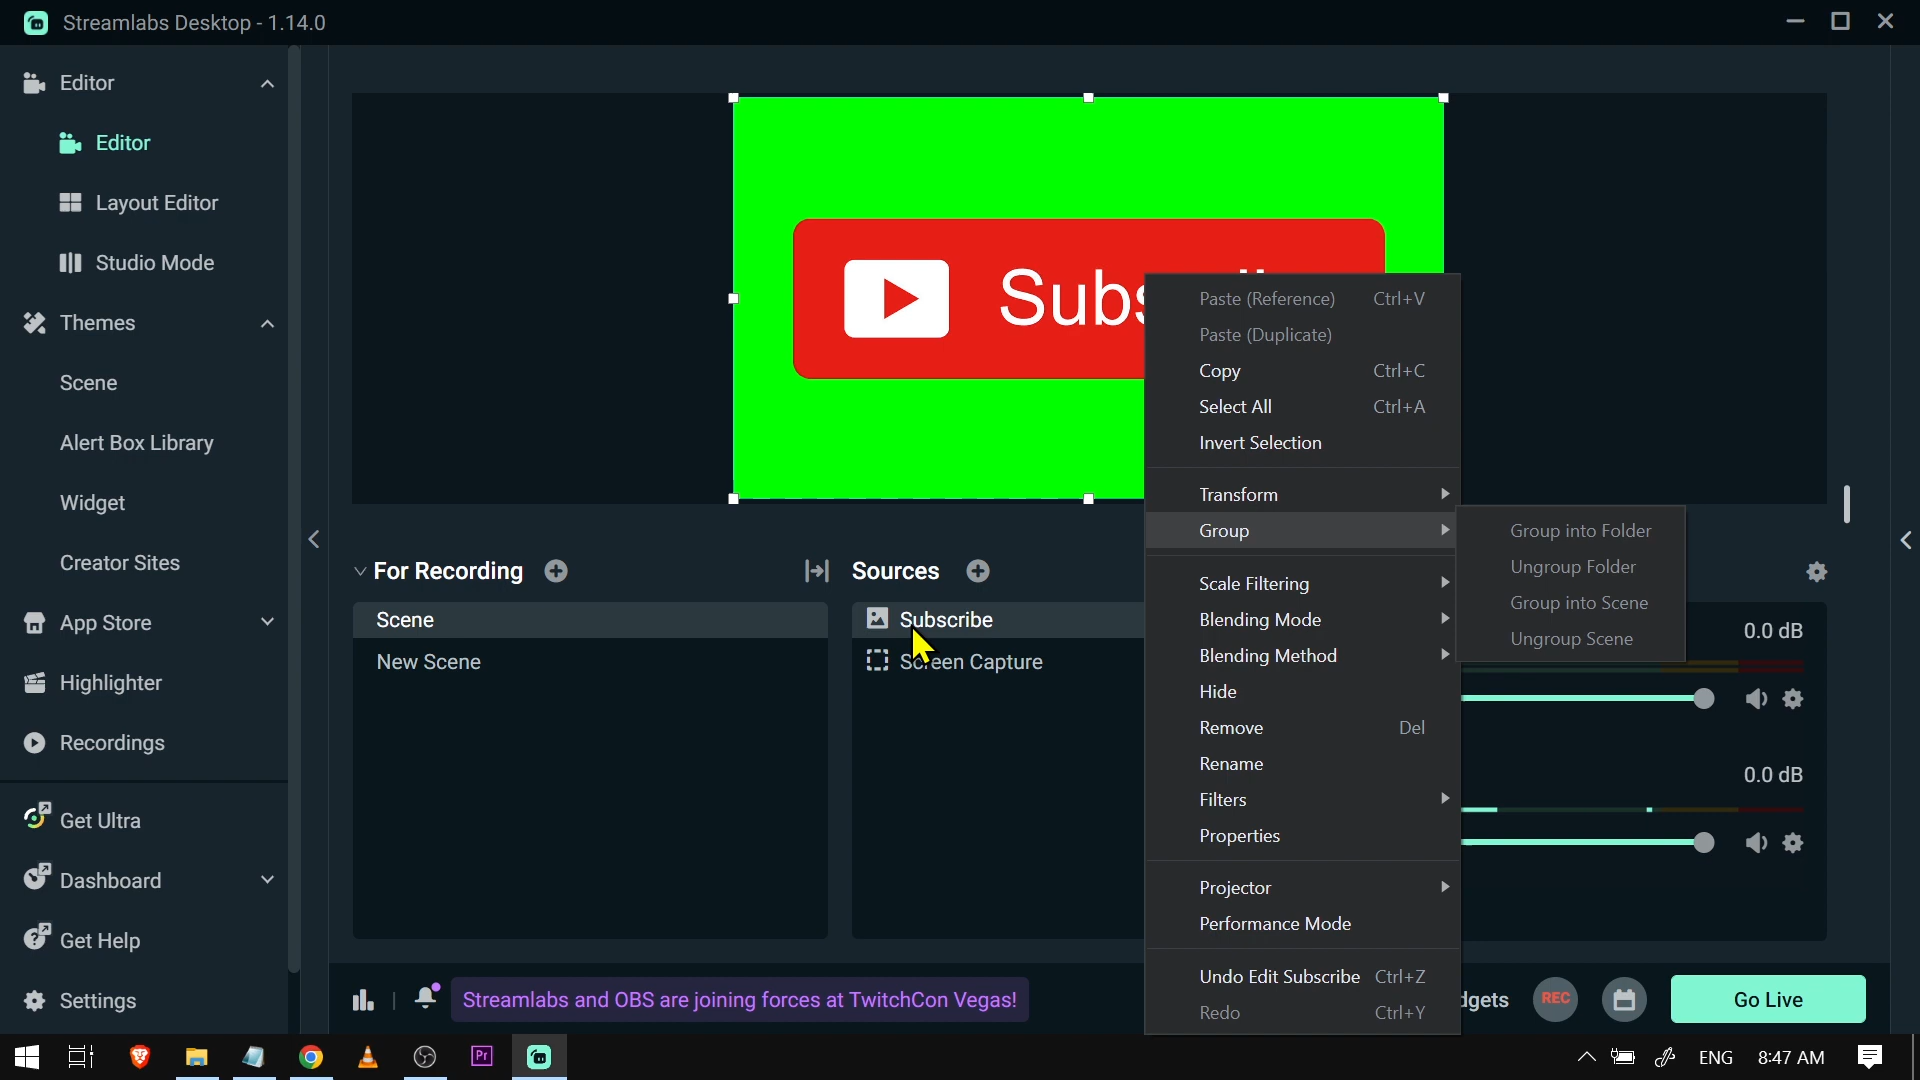 Streamlabs Desktop - 1.14.0
Editor
Editor
Layout Editor
Studio Mode
Themes
Scene
Alert Box Library
Widget
Creator Sites
App Store
Highlighter
Recordings
Get Ultra
Dashboard
Get Help
Settings
For Recording
Scene
New Scene
Sources
Subscribe
Screen Capture
Paste (Reference) Ctrl+V
Paste (Duplicate)
Copy Ctrl+C
Select All Ctrl+A
Invert Selection
Transform
Group
Scale Filtering
Blending Mode
Blending Method
Hide
Remove Del
Rename
Filters
Properties
Projector
Performance Mode
Undo Edit Subscribe Ctrl+Z
Redo Ctrl+Y
Group into Folder
Ungroup Folder
Group into Scene
Ungroup Scene
0.0 dB
0.0 dB
Streamlabs and OBS are joining forces at TwitchCon Vegas!
REC
Go Live
Pr
ENG 8:47 AM